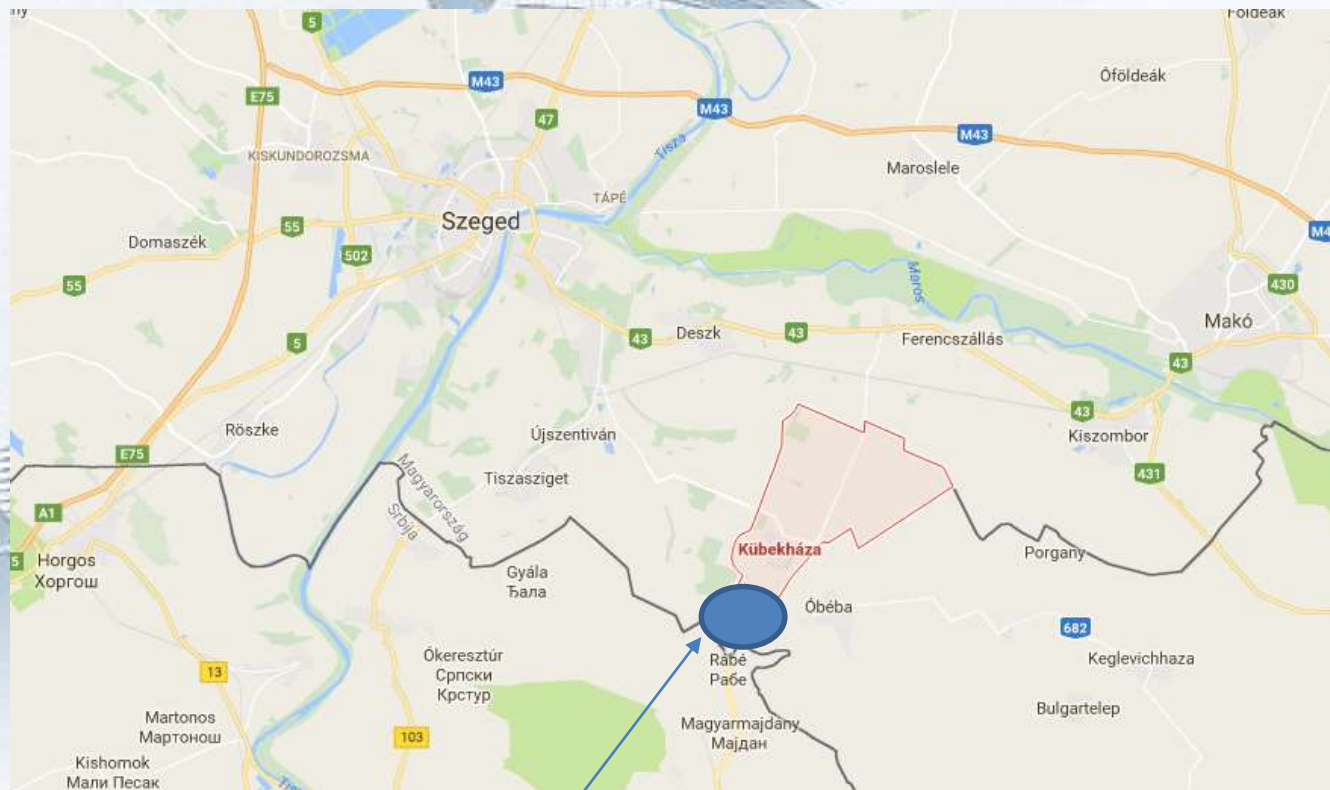 Földeák
5
M43
Óföldeák
E75
47
M43
M43
KISKUNDOROZSMA
Tisza
Maroslele
TÁPÉ
Szeged
55
Domaszék
502
Maros
430
55
Makó
5
43
Deszk
43
Ferencszállás
43
43
Röszke
Újszentiván
Kiszombor
E75
Tiszasziget
431
Magyarország
Srbija
A1
Kübekháza
Horgos
Хоргош
Porgany
Gyála
Ђала
Óbéba
682
Rábé
Рабе
Ókeresztúr
Српски
Крстур
Keglevichhaza
13
Bulgartelep
Martonos
Мартонош
103
Magyarmajdány
Мајдан
Kishomok
Мали Песак